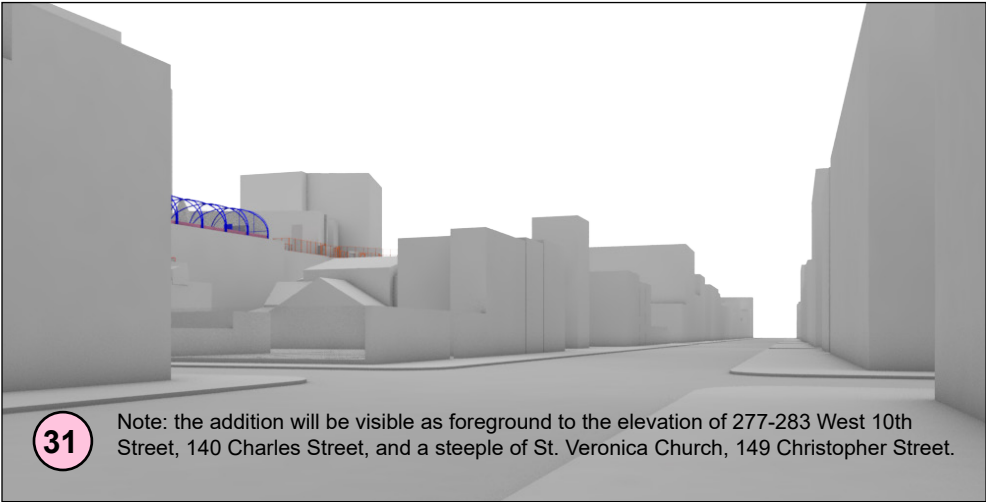 31
Note: the addition will be visible as foreground to the elevation of 277-283 West 10th
Street, 140 Charles Street, and a steeple of St. Veronica Church, 149 Christopher Street.